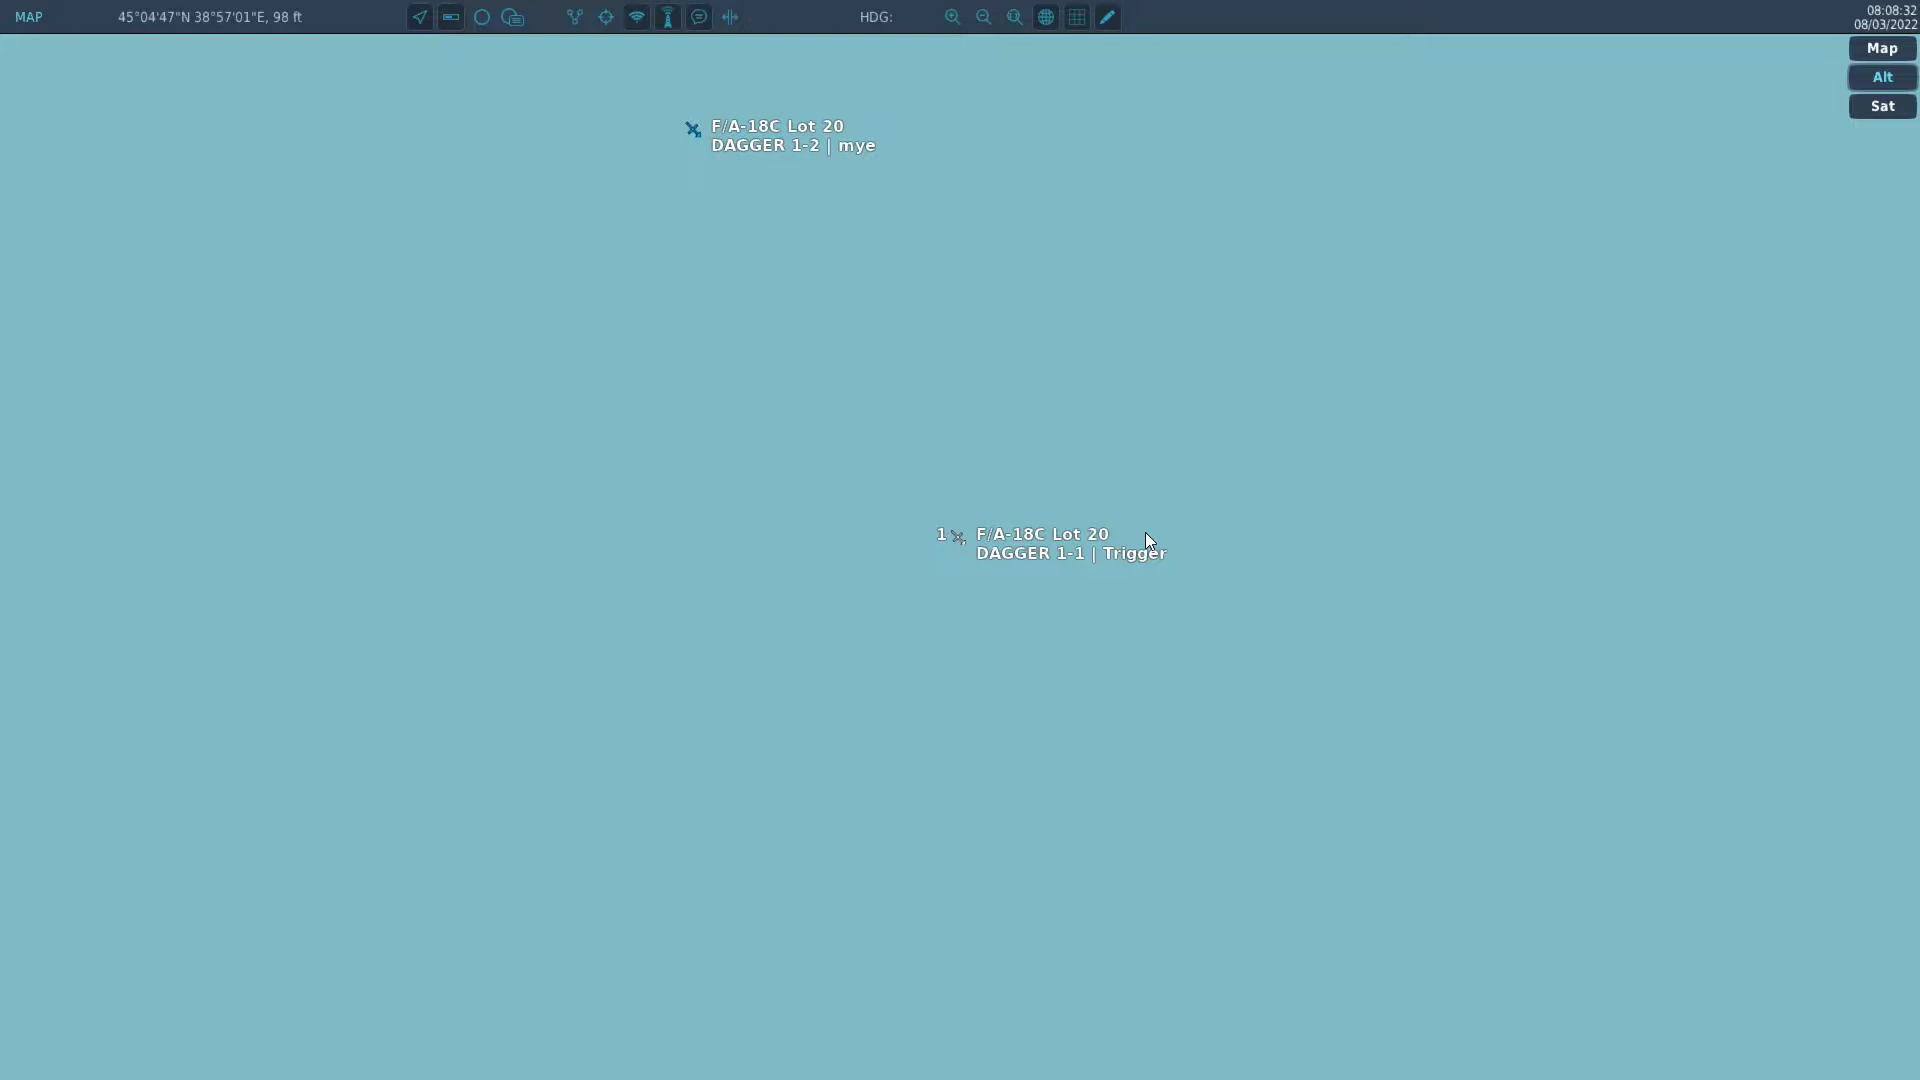 MAP 45°04'47"N 38°57'01"E, 98 ft HDG: 08:08:32
08/03/2022
Map
Alt
Sat
F/A-18C Lot 20
DAGGER 1-2 | mye
1 F/A-18C Lot 20
DAGGER 1-1 | Trigger